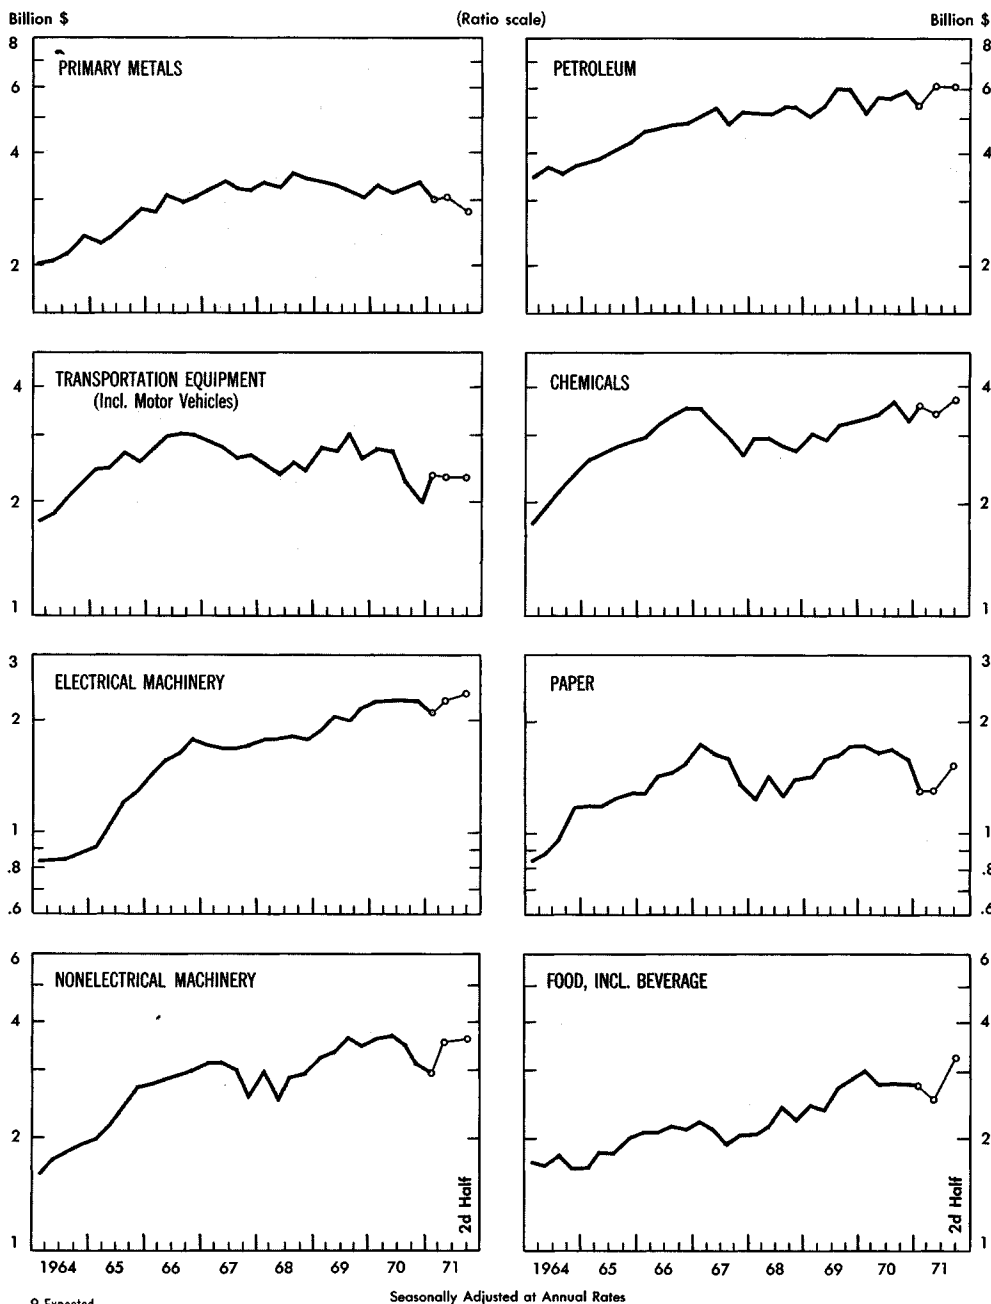 Billion $ (Ratio scale) Billion $
PRIMARY METALS
8
6
4
2
PETROLEUM
8
6
4
2
TRANSPORTATION EQUIPMENT
(Incl. Motor Vehicles)
4
2
1
CHEMICALS
4
2
1
ELECTRICAL MACHINERY
3
2
1
.8
.6
PAPER
3
2
1
.8
.6
NONELECTRICAL MACHINERY
6
4
2
1
2d Half
FOOD, INCL. BEVERAGE
6
4
2
1
2d Half
1964 65 66 67 68 69 70 71
1964 65 66 67 68 69 70 71
Seasonally Adjusted at Annual Rates
o Expected